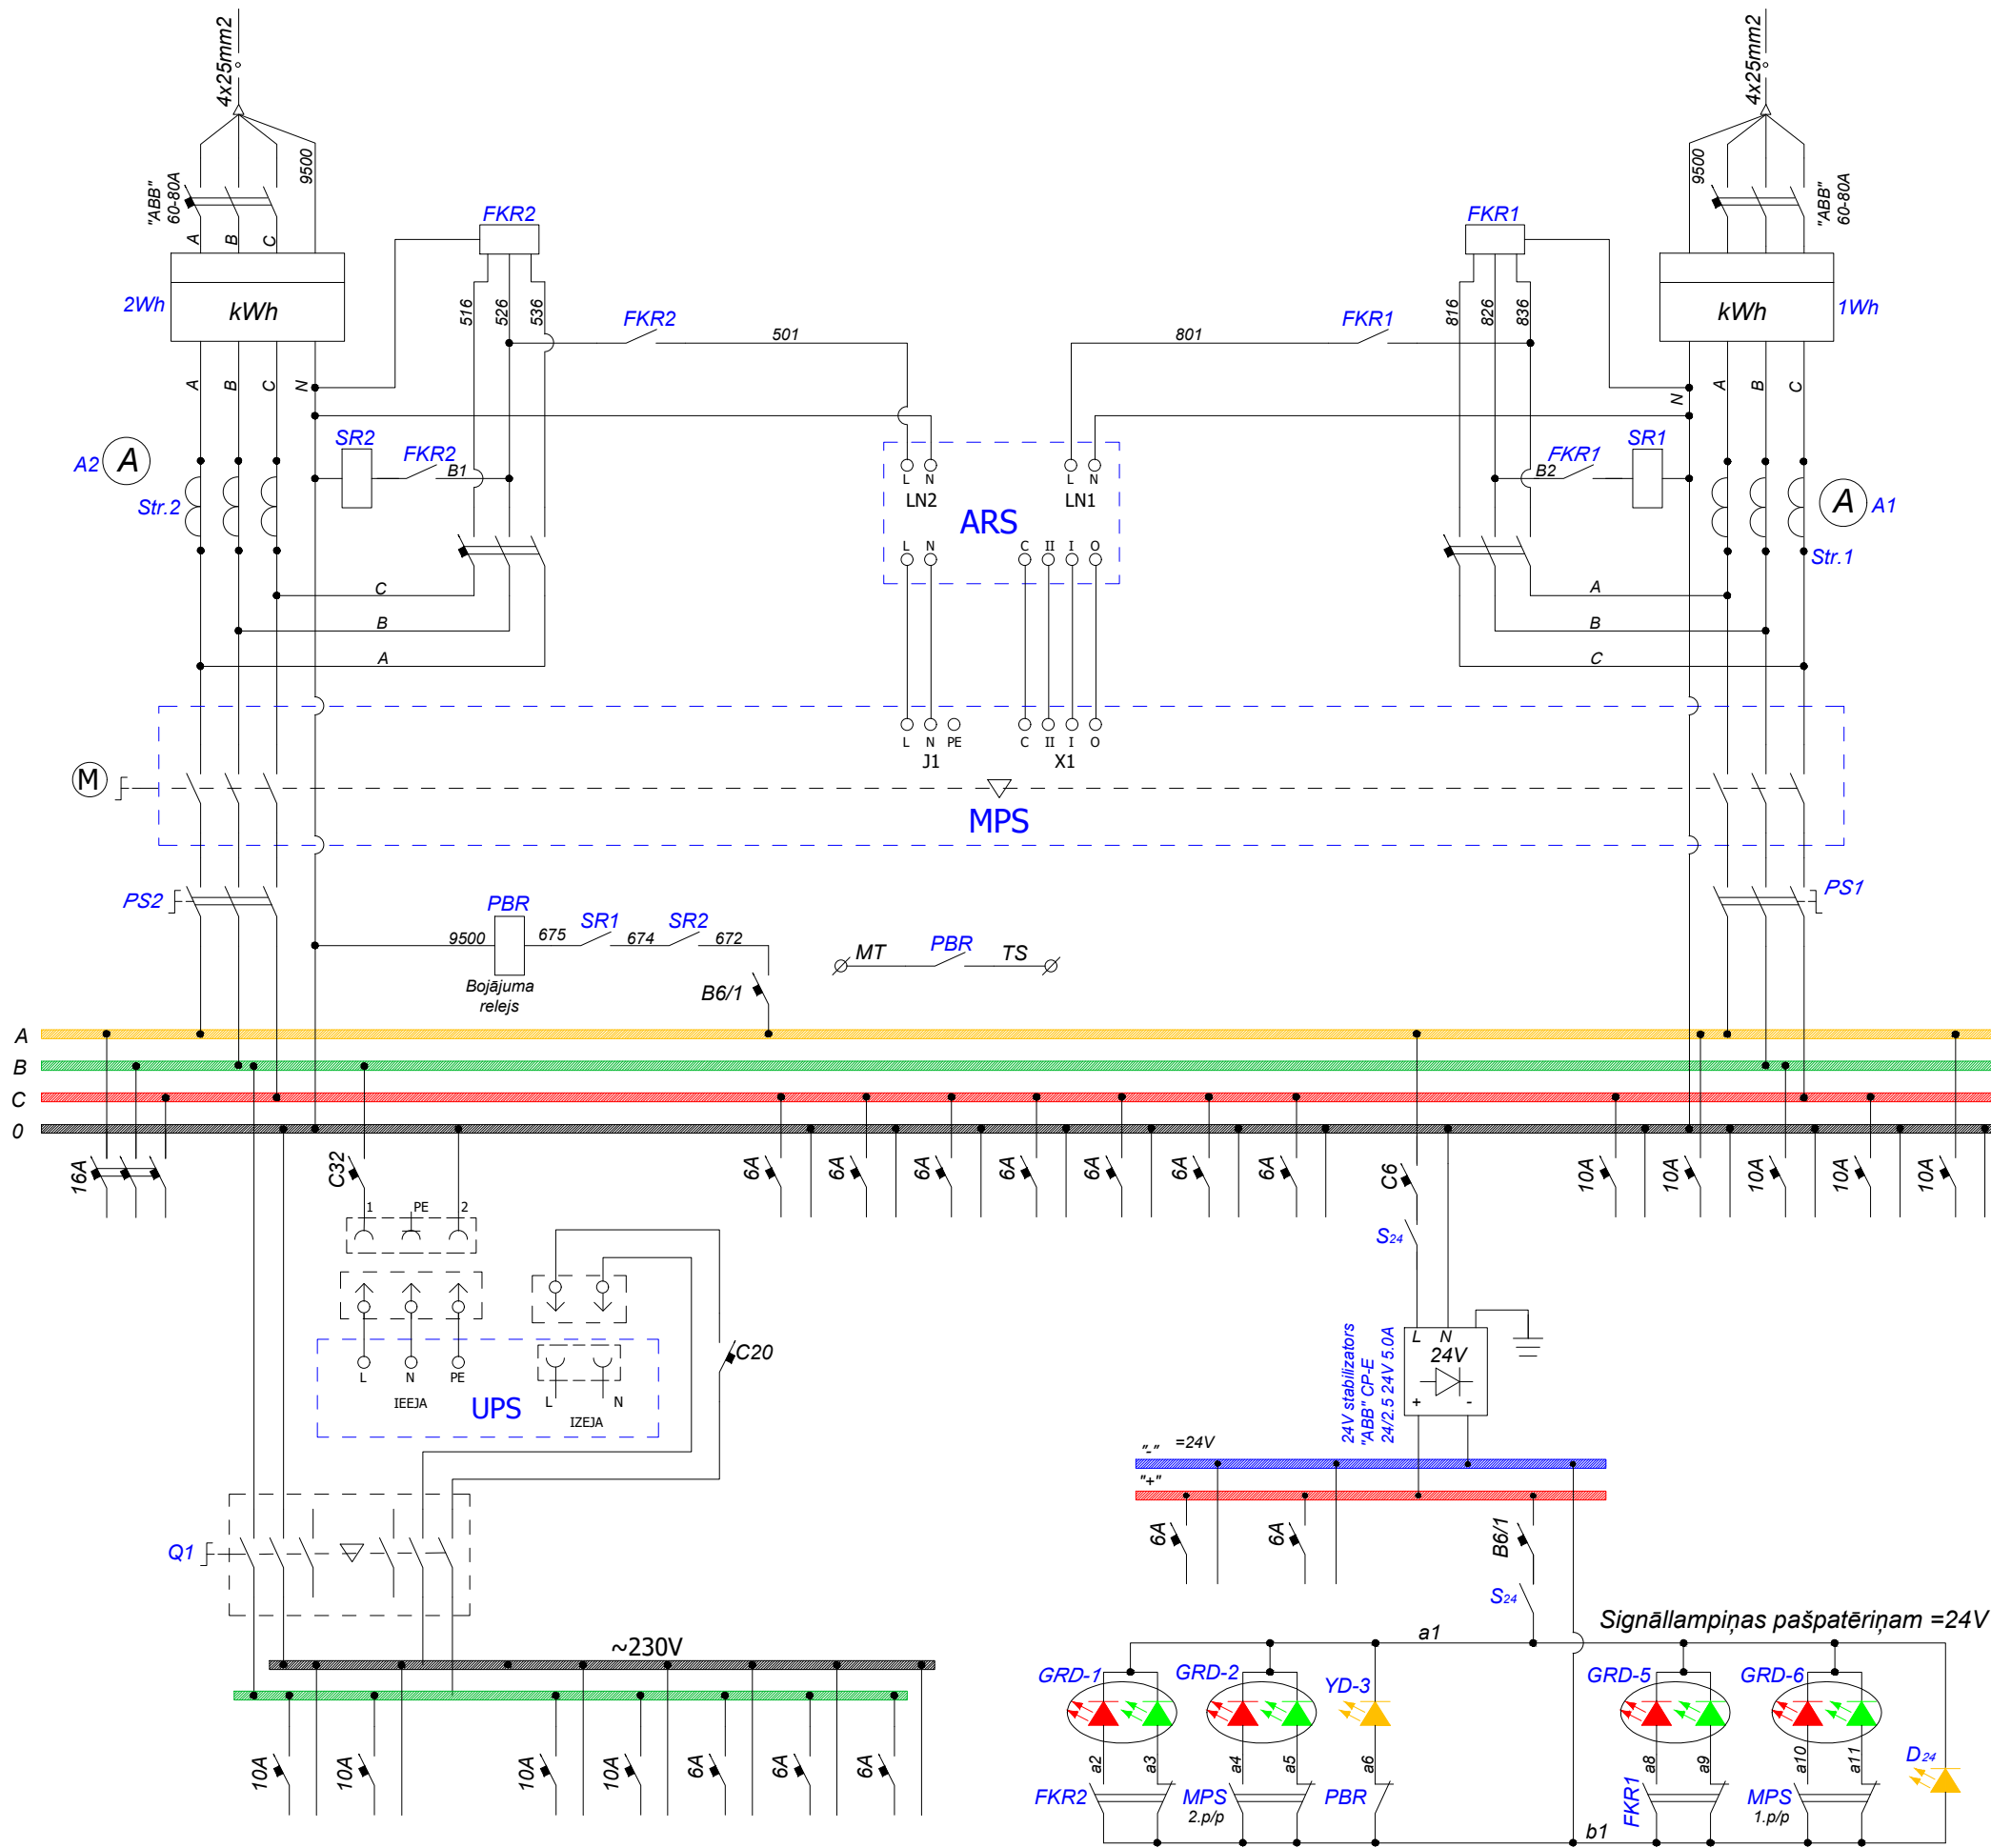 4x25mm2
4x25mm2
"ABB"
60-80A
9500
9500
"ABB"
60-80A
A
B
C
FKR2
FKR1
2Wh
kWh
kWh
1Wh
516
526
536
816
826
836
FKR2
501
801
FKR1
A
B
C
N
N
A
B
C
A2
A
SR2
FKR2
B1
Str.2
L
N
LN2
L
N
LN1
ARS
FKR1
B2
SR1
A
A1
Str.1
L
N
C
II
I
O
C
B
A
A
B
C
L
N
PE
J1
C
II
I
O
X1
M
MPS
PS2
PS1
PBR
9500
675
SR1
674
SR2
672
Bojājuma
relejs
B6/1
MT
PBR
TS
A
B
C
0
16A
C32
6A
6A
6A
6A
6A
6A
6A
C6
10A
10A
10A
10A
10A
1
PE
2
S24
L
N
PE
IEEJA
UPS
L
N
IZEJA
C20
24V stabilizators
"ABB" CP-E
24/2.5 24V 5.0A
L
N
24V
+
-
"-"
=24V
"+"
6A
6A
B6/1
S24
Q1
~230V
10A
10A
10A
10A
6A
6A
6A
Signāllampiņas pašpatēriņam =24V
a1
GRD-1
GRD-2
YD-3
GRD-5
GRD-6
a2
a3
a4
a5
a6
a8
a9
a10
a11
D24
FKR2
MPS
2.p/p
PBR
FKR1
MPS
1.p/p
b1